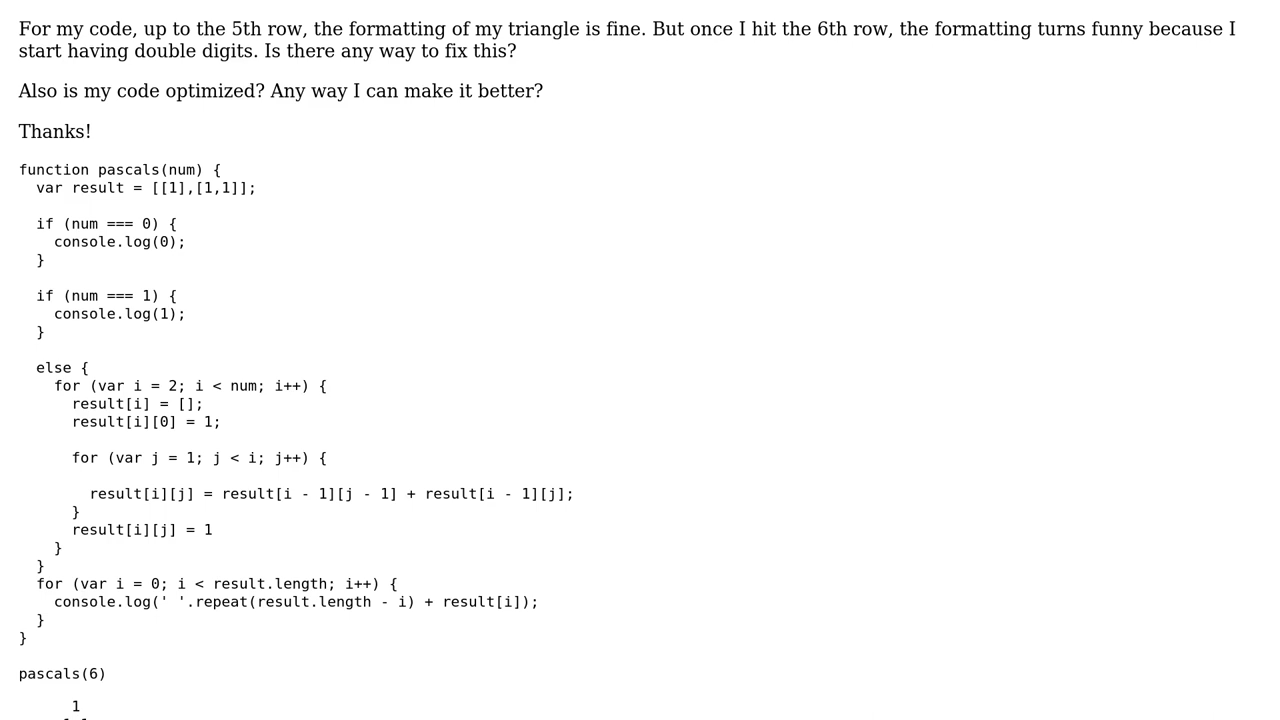 For my code, up to the 5th row, the formatting of my triangle is fine. But once I hit the 6th row, the formatting turns funny because I
start having double digits. Is there any way to fix this?
Also is my code optimized? Any way I can make it better?
Thanks!
function pascals(num) {
  var result = [[1],[1,1]];
  if (num === 0) {
    console.log(0);
  }
  if (num === 1) {
    console.log(1);
  }
  else {
    for (var i = 2; i < num; i++) {
      result[i] = [];
      result[i][0] = 1;
      for (var j = 1; j < i; j++) {
        result[i][j] = result[i - 1][j - 1] + result[i - 1][j];
      }
      result[i][j] = 1
    }
  }
  for (var i = 0; i < result.length; i++) {
    console.log(' '.repeat(result.length - i) + result[i]);
  }
}
pascals(6)
      1